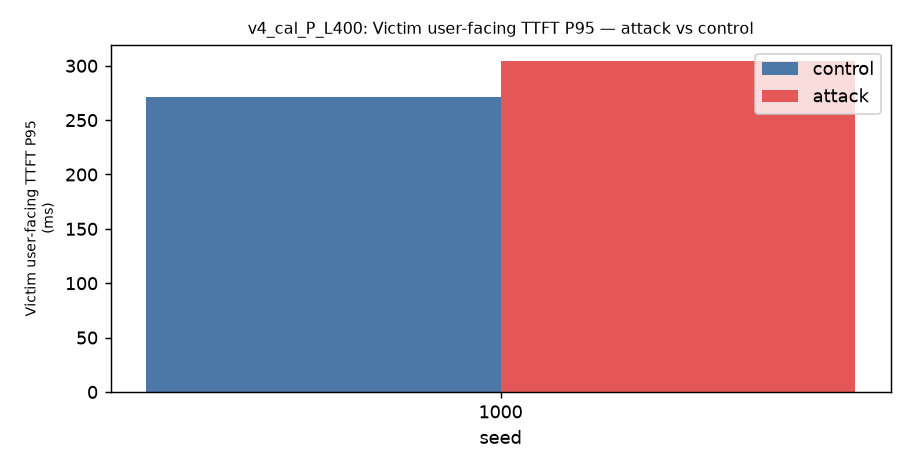 v4_cal_P_L400: Victim user-facing TTFT P95 — attack vs control
Victim user-facing TTFT P95
(ms)
300
250
200
150
100
50
0
control
attack
1000
seed